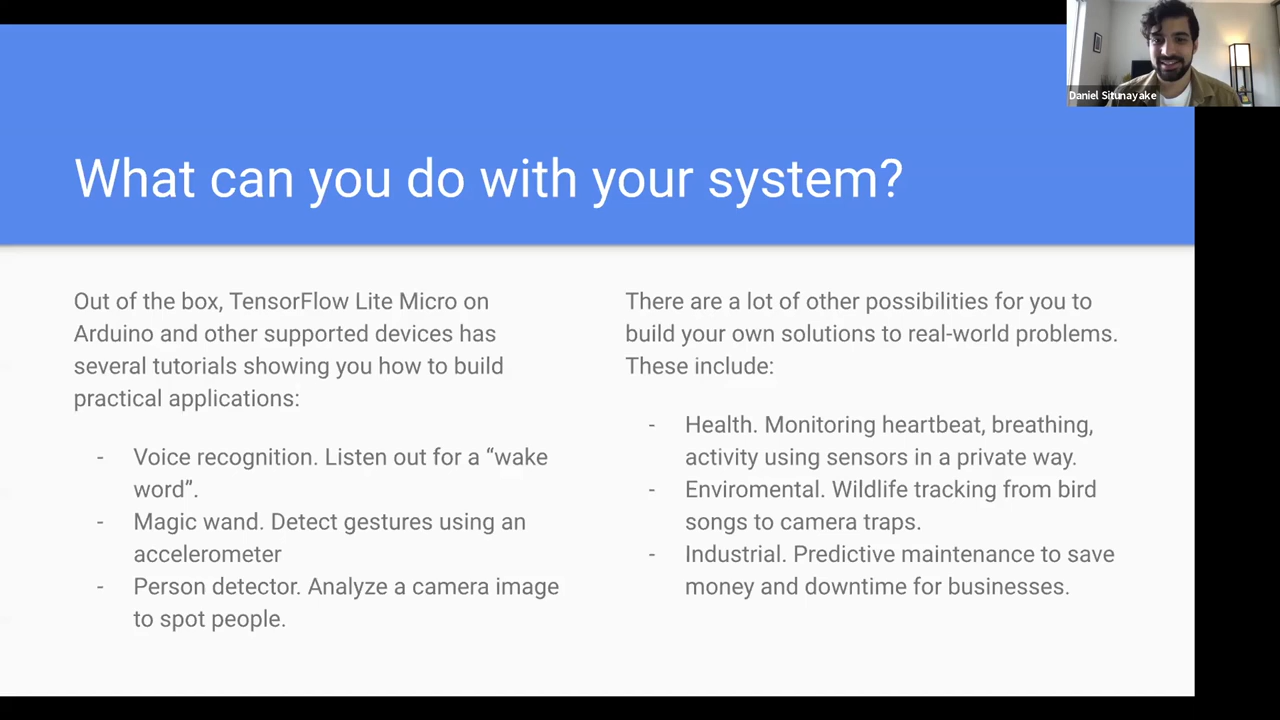 Daniel Situnayake
What can you do with your system?
Out of the box, TensorFlow Lite Micro on
Arduino and other supported devices has
several tutorials showing you how to build
practical applications:
- Voice recognition. Listen out for a “wake
word”.
- Magic wand. Detect gestures using an
accelerometer
- Person detector. Analyze a camera image
to spot people.
There are a lot of other possibilities for you to
build your own solutions to real-world problems.
These include:
- Health. Monitoring heartbeat, breathing,
activity using sensors in a private way.
- Enviromental. Wildlife tracking from bird
songs to camera traps.
- Industrial. Predictive maintenance to save
money and downtime for businesses.